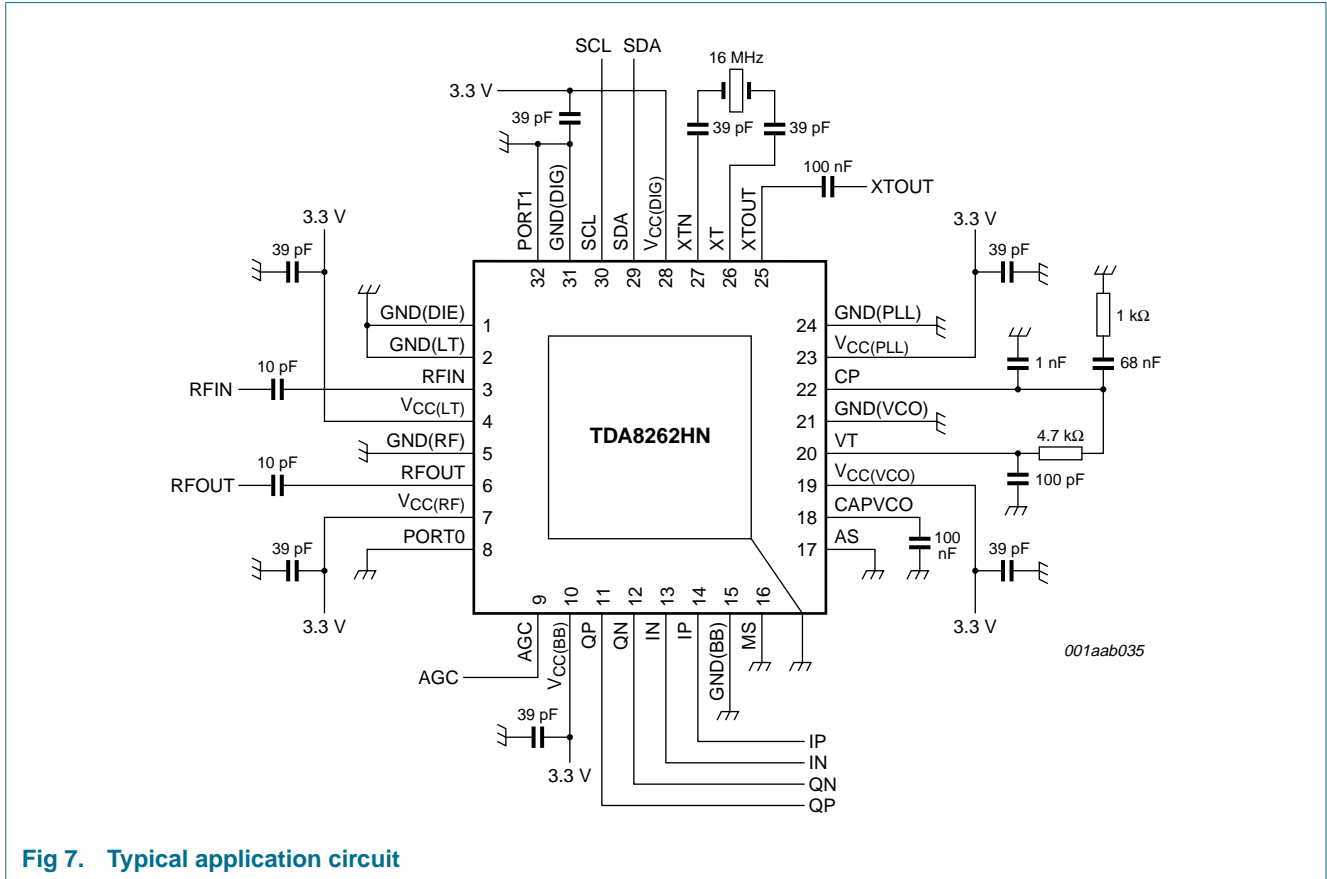 SCL SDA
16 MHz
3.3 V
39 pF
39 pF
39 pF
100 nF
XTOUT
PORT1
GND(DIG)
SCL
SDA
VCC(DIG)
XTN
XT
XTOUT
32
31
30
29
28
27
26
25
3.3 V
39 pF
GND(DIE)
1
GND(LT)
2
RFIN
10 pF
RFIN
3
VCC(LT)
4
GND(RF)
5
RFOUT
10 pF
RFOUT
6
VCC(RF)
7
PORT0
8
39 pF
3.3 V
TDA8262HN
3.3 V
39 pF
24
GND(PLL)
23
VCC(PLL)
22
CP
1 nF
1 kΩ
68 nF
21
GND(VCO)
20
VT
4.7 kΩ
100 pF
19
VCC(VCO)
18
CAPVCO
100
nF
17
AS
39 pF
3.3 V
9
10
11
12
13
14
15
16
AGC
VCC(BB)
QP
QN
IN
IP
GND(BB)
MS
AGC
39 pF
3.3 V
IP
IN
QN
QP
001aab035
Fig 7. Typical application circuit